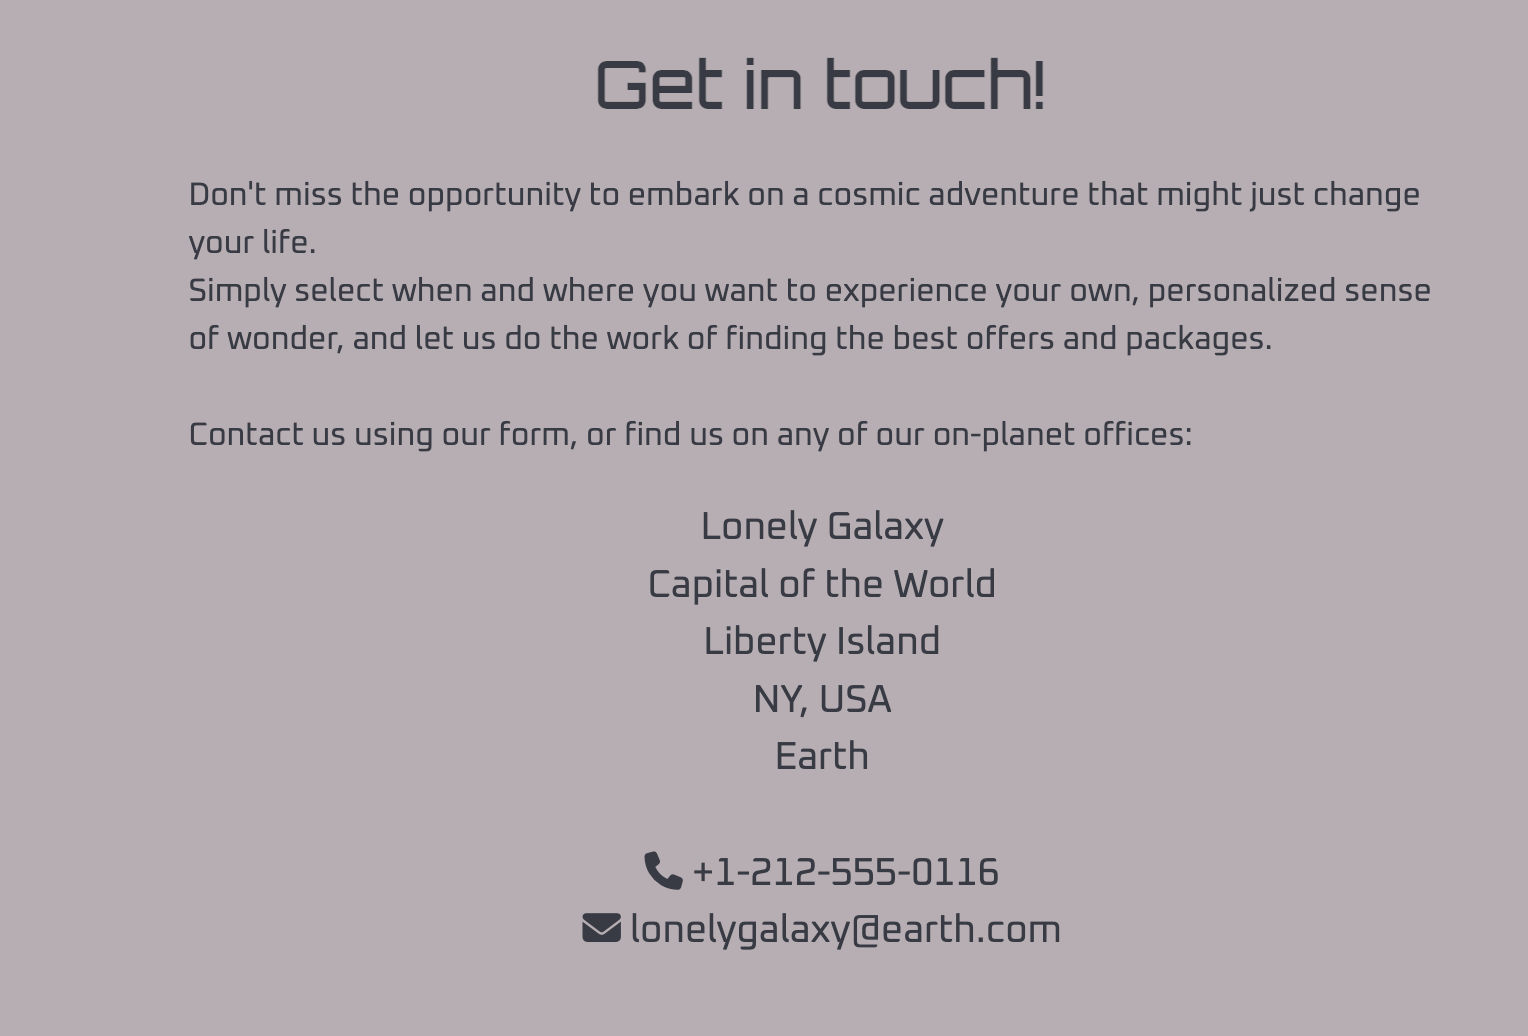 Get in touch!
Don't miss the opportunity to embark on a cosmic adventure that might just change
your life.
Simply select when and where you want to experience your own, personalized sense
of wonder, and let us do the work of finding the best offers and packages.
Contact us using our form, or find us on any of our on-planet offices:
Lonely Galaxy
Capital of the World
Liberty Island
NY, USA
Earth
+1-212-555-0116
lonelygalaxy@earth.com